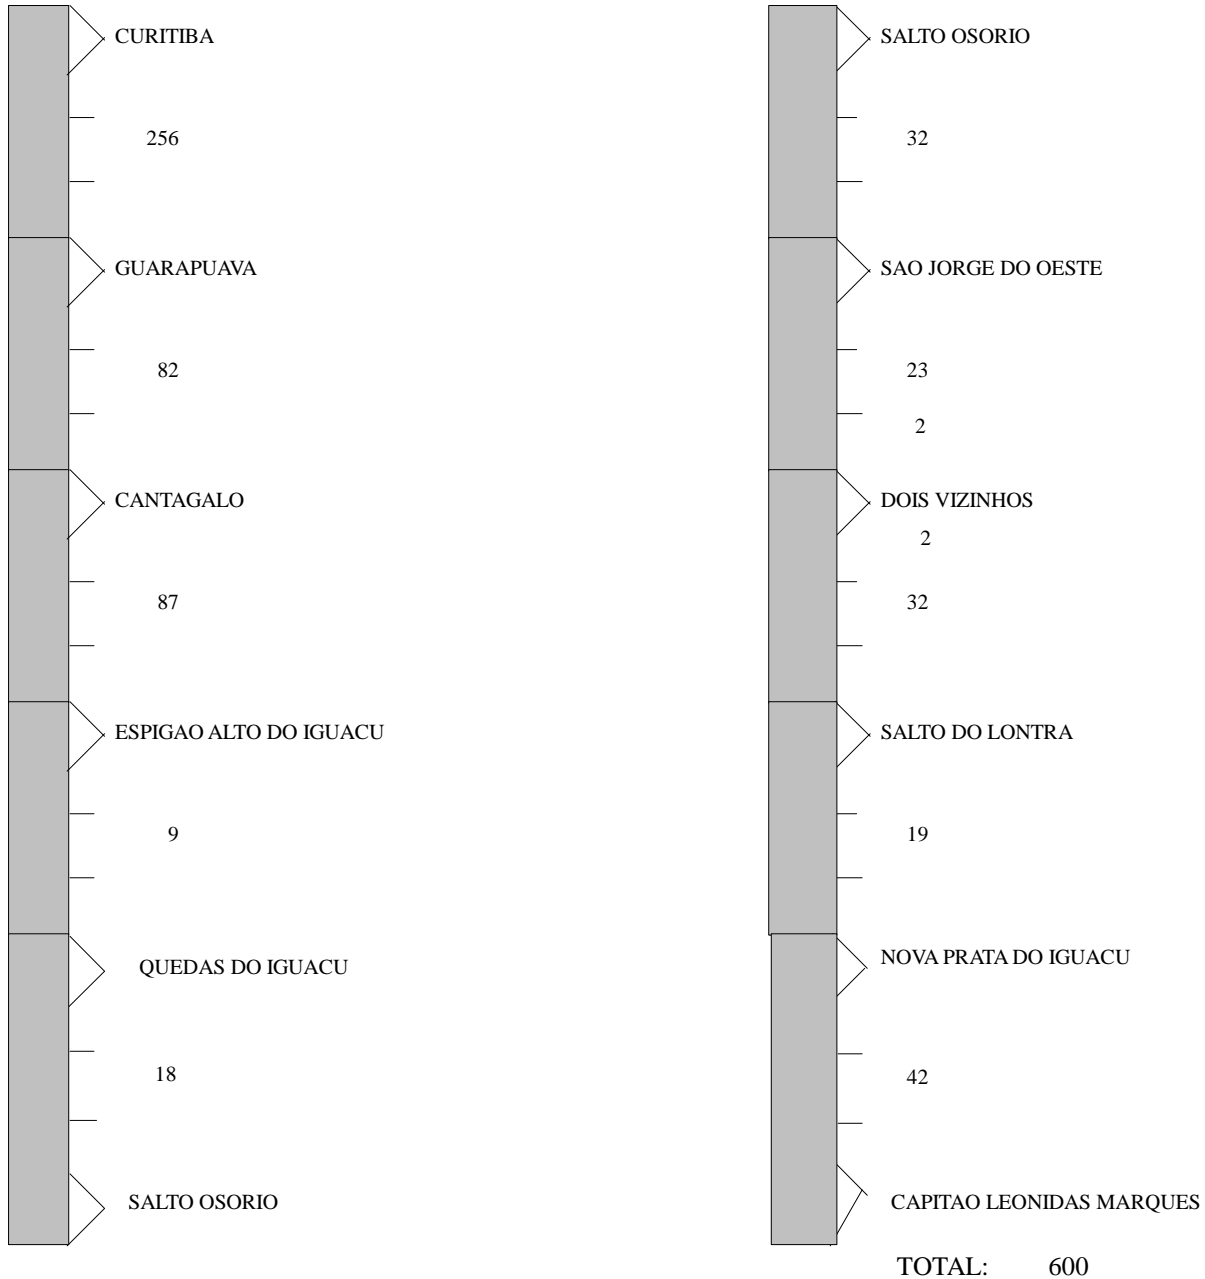 CURITIBA
256
GUARAPUAVA
82
CANTAGALO
87
ESPIGAO ALTO DO IGUACU
9
QUEDAS DO IGUACU
18
SALTO OSORIO
SALTO OSORIO
32
SAO JORGE DO OESTE
23
2
DOIS VIZINHOS
2
32
SALTO DO LONTRA
19
NOVA PRATA DO IGUACU
42
CAPITAO LEONIDAS MARQUES
TOTAL: 600